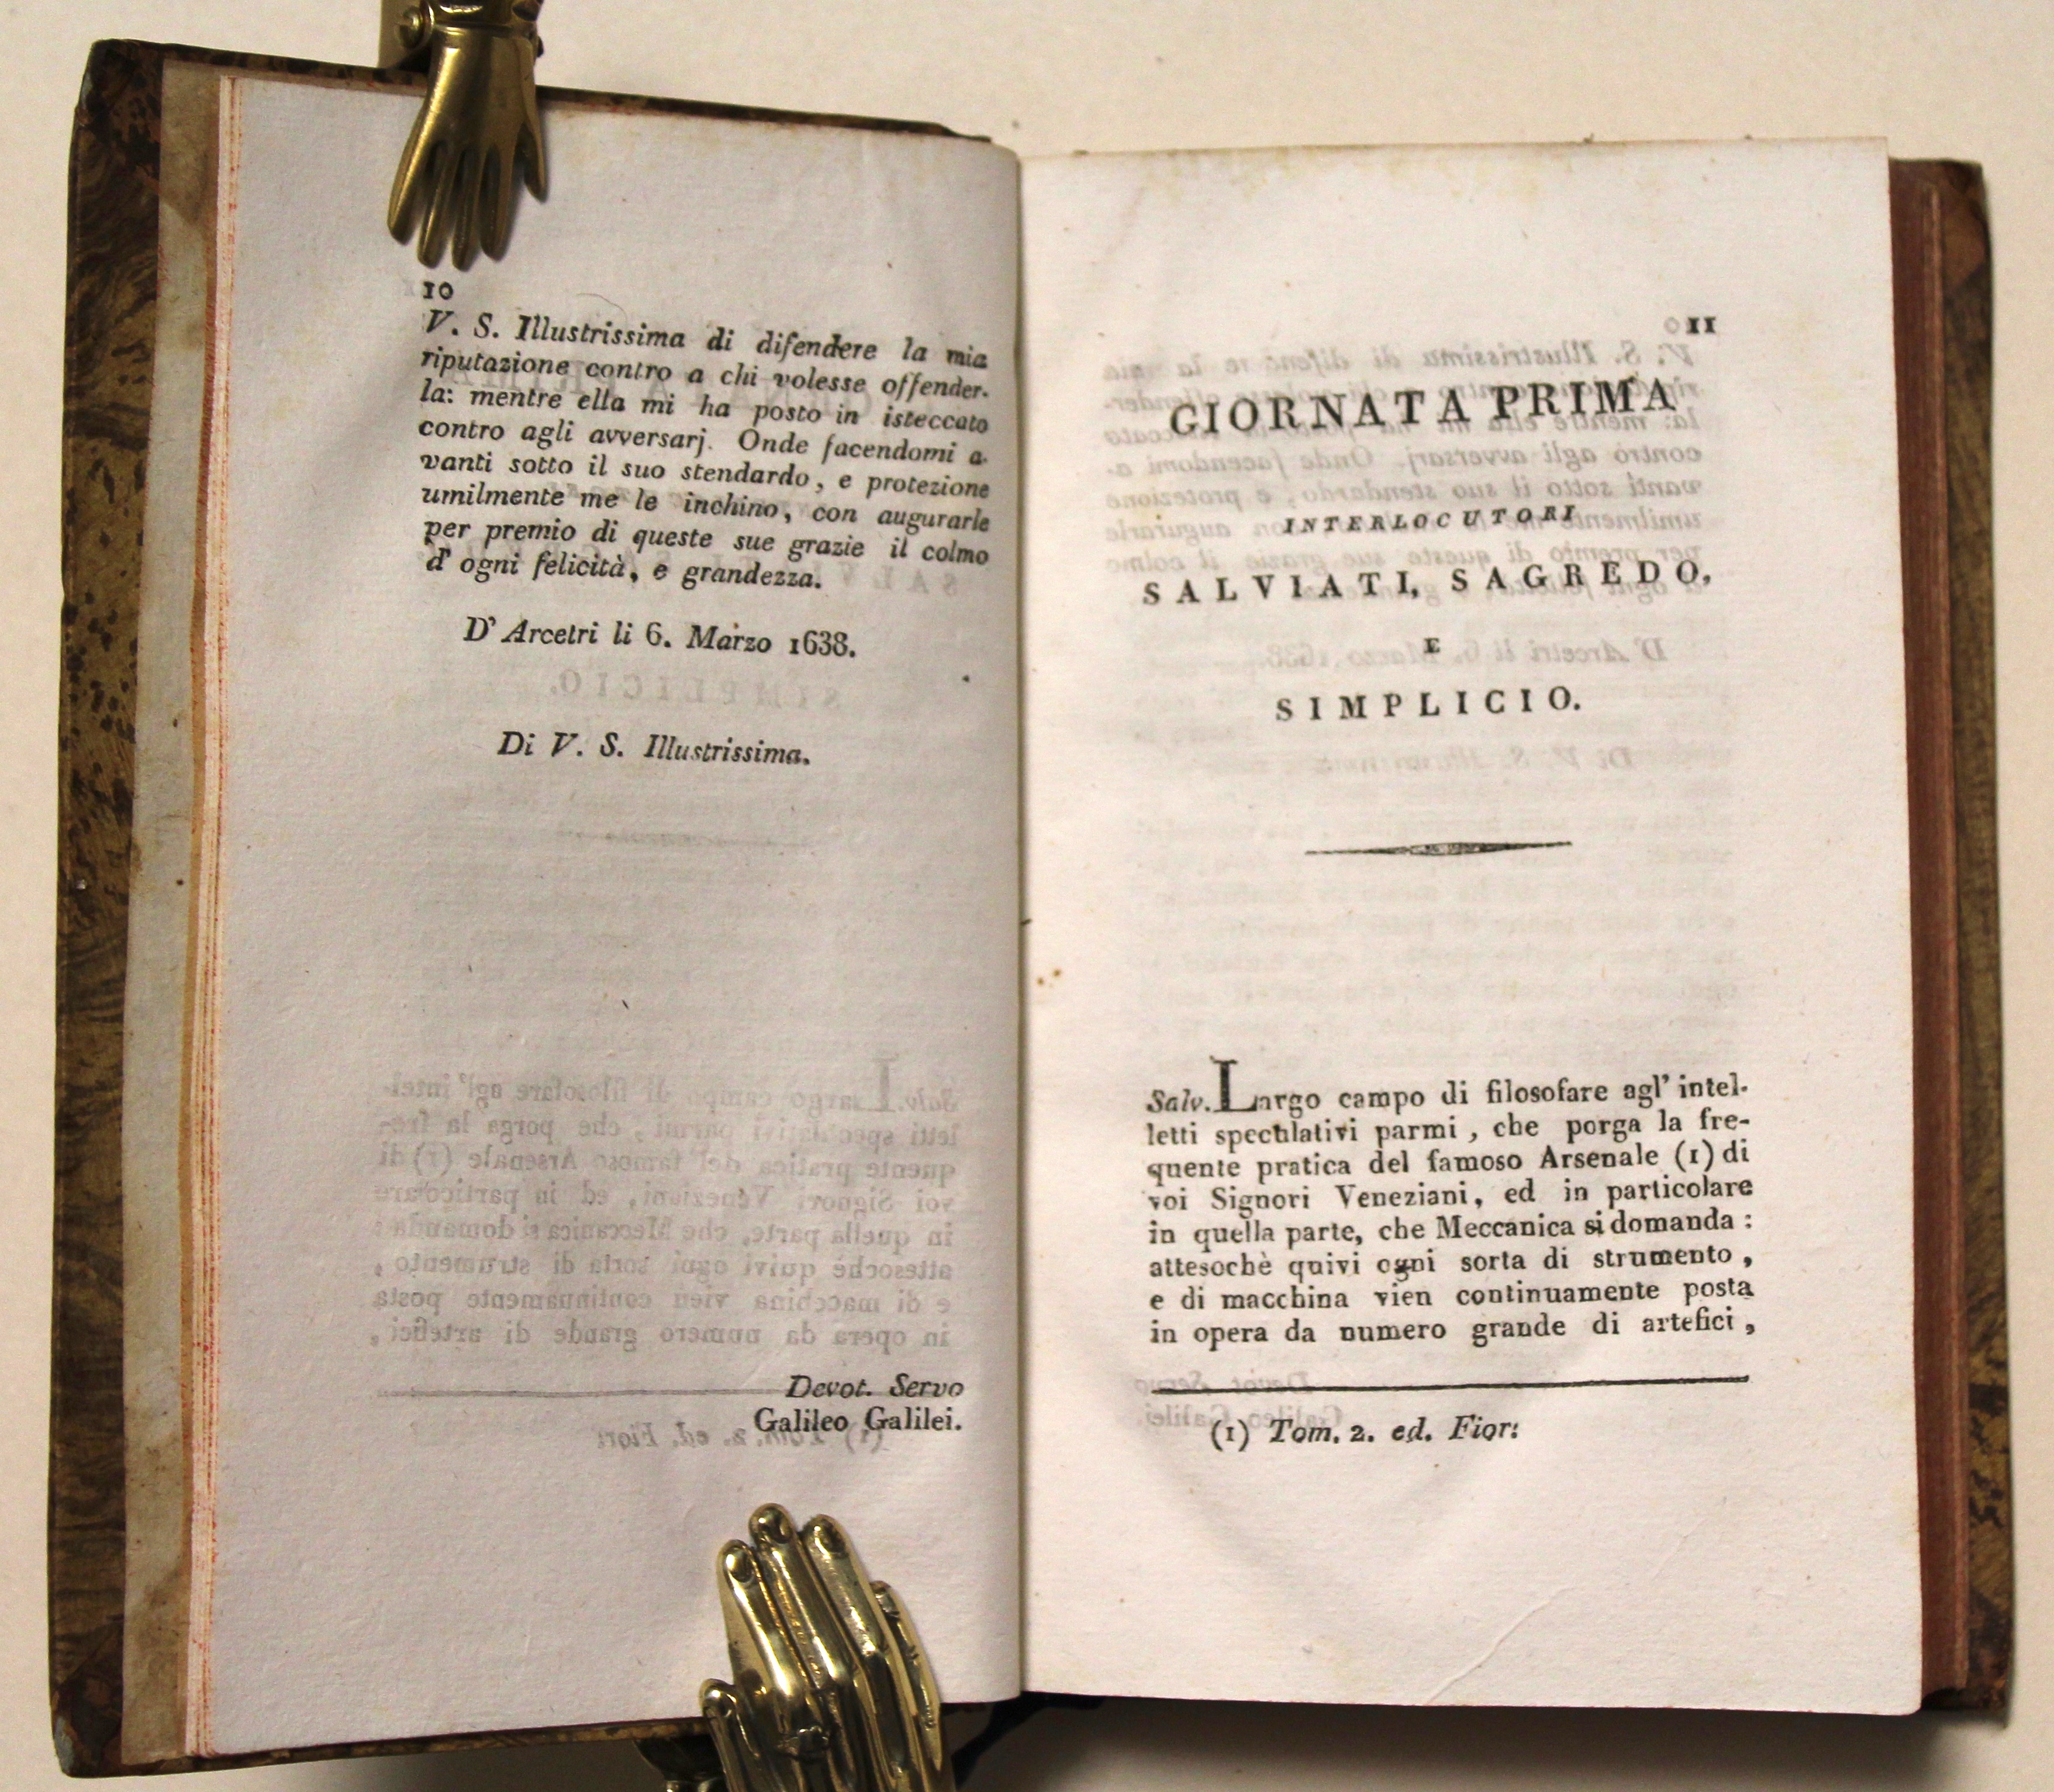 10
V. S. Illustrissima di difendere la mia
riputazione contro a chi volesse offender-
la: mentre ella mi ha posto in isteccato
contro agli avversarj. Onde facendomi a-
vanti sotto il suo stendardo, e protezione
umilmente me le inchino, con augurarle
per premio di queste sue grazie il colmo
d' ogni felicità, e grandezza.
D' Arcetri li 6. Marzo 1638.
Di V. S. Illustrissima.
Devot. Servo
Galileo Galilei.
11
GIORNATA PRIMA
INTERLOCUTORI
SALVIATI, SAGREDO,
E
SIMPLICIO.
Salv. Largo campo di filosofare agl' intel-
letti speculativi parmi, che porga la fre-
quente pratica del famoso Arsenale (1) di
voi Signori Veneziani, ed in particolare
in quella parte, che Meccanica si domanda:
attesochè quivi ogni sorta di strumento,
e di macchina vien continuamente posta
in opera da numero grande di artefici,
(1) Tom. 2. ed. Fior: